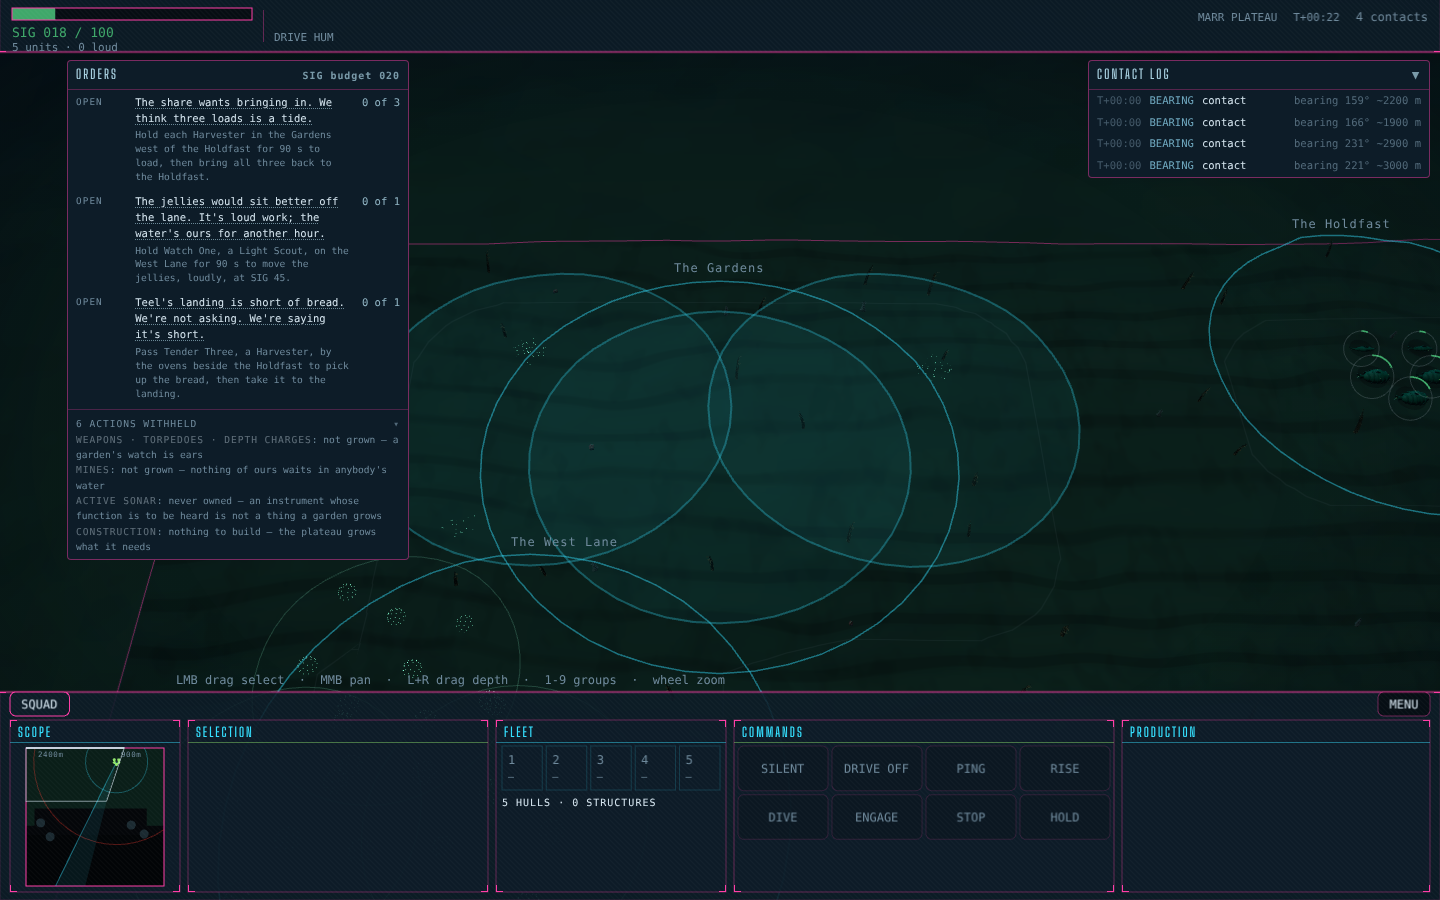 SIG 018 / 100
5 units · 0 loud
DRIVE HUM
MARR PLATEAU T+00:22 4 contacts
ORDERS SIG budget 020
OPEN The share wants bringing in. We 0 of 3
think three loads is a tide.
Hold each Harvester in the Gardens
west of the Holdfast for 90 s to
load, then bring all three back to
the Holdfast.
OPEN The jellies would sit better off 0 of 1
the lane. It's loud work; the
water's ours for another hour.
Hold Watch One, a Light Scout, on the
West Lane for 90 s to move the
jellies, loudly, at SIG 45.
OPEN Teel's landing is short of bread. 0 of 1
We're not asking. We're saying
it's short.
Pass Tender Three, a Harvester, by
the ovens beside the Holdfast to pick
up the bread, then take it to the
landing.
6 ACTIONS WITHHELD ▾
WEAPONS · TORPEDOES · DEPTH CHARGES: not grown — a
garden's watch is ears
MINES: not grown — nothing of ours waits in anybody's
water
ACTIVE SONAR: never owned — an instrument whose
function is to be heard is not a thing a garden grows
CONSTRUCTION: nothing to build — the plateau grows
what it needs
CONTACT LOG ▼
T+00:00 BEARING contact bearing 159° ~2200 m
T+00:00 BEARING contact bearing 166° ~1900 m
T+00:00 BEARING contact bearing 231° ~2900 m
T+00:00 BEARING contact bearing 221° ~3000 m
The Holdfast
The Gardens
The West Lane
LMB drag select · MMB pan · L+R drag depth · 1-9 groups · wheel zoom
SQUAD
MENU
SCOPE
2400m 900m
SELECTION
FLEET
1 2 3 4 5
— — — — —
5 HULLS · 0 STRUCTURES
COMMANDS
SILENT DRIVE OFF PING RISE
DIVE ENGAGE STOP HOLD
PRODUCTION